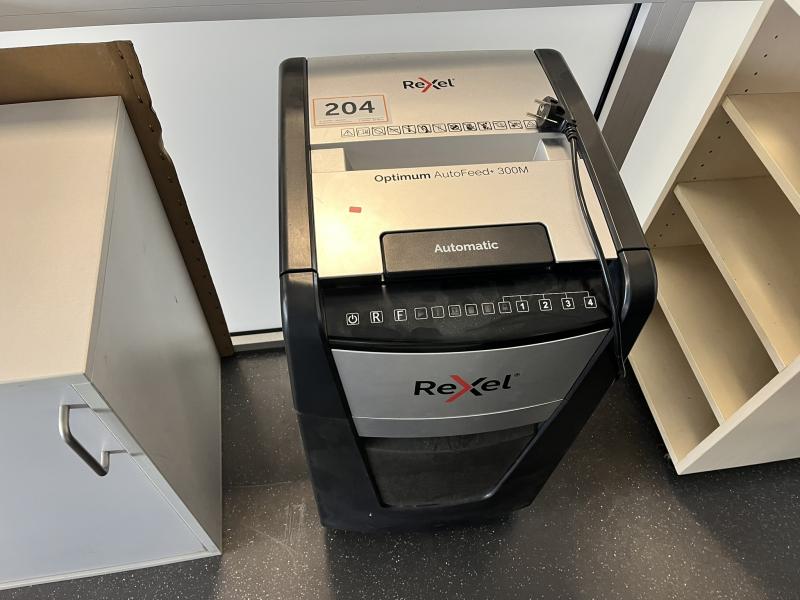 ReXel
204
Optimum AutoFeed+ 300M
Automatic
R F 1 2 3 4
ReXel®